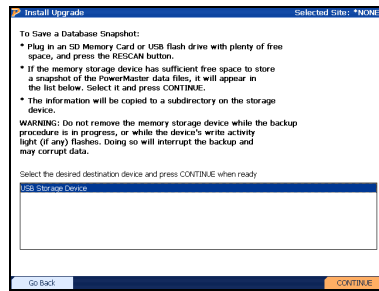 Install Upgrade
Selected Site: *NONE
To Save a Database Snapshot:
* Plug in an SD Memory Card or USB flash drive with plenty of free
space, and press the RESCAN button.
* If the memory storage device has sufficient free space to store
a snapshot of the PowerMaster data files, it will appear in
the list below. Select it and press CONTINUE.
* The information will be copied to a subdirectory on the storage
device.
WARNING: Do not remove the memory storage device while the backup
procedure is in progress, or while the device's write activity
light (if any) flashes. Doing so will interrupt the backup and
may corrupt data.
Select the desired destination device and press CONTINUE when ready
USB Storage Device
Go Back
CONTINUE